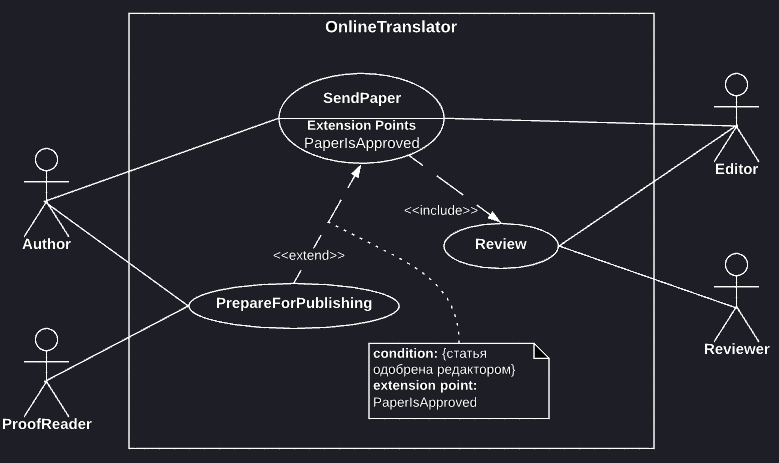 OnlineTranslator
SendPaper
Extension Points
PaperIsApproved
Editor
Author
<<include>>
Review
<<extend>>
PrepareForPublishing
Reviewer
condition: {статья
одобрена редактором}
extension point:
PaperIsApproved
ProofReader